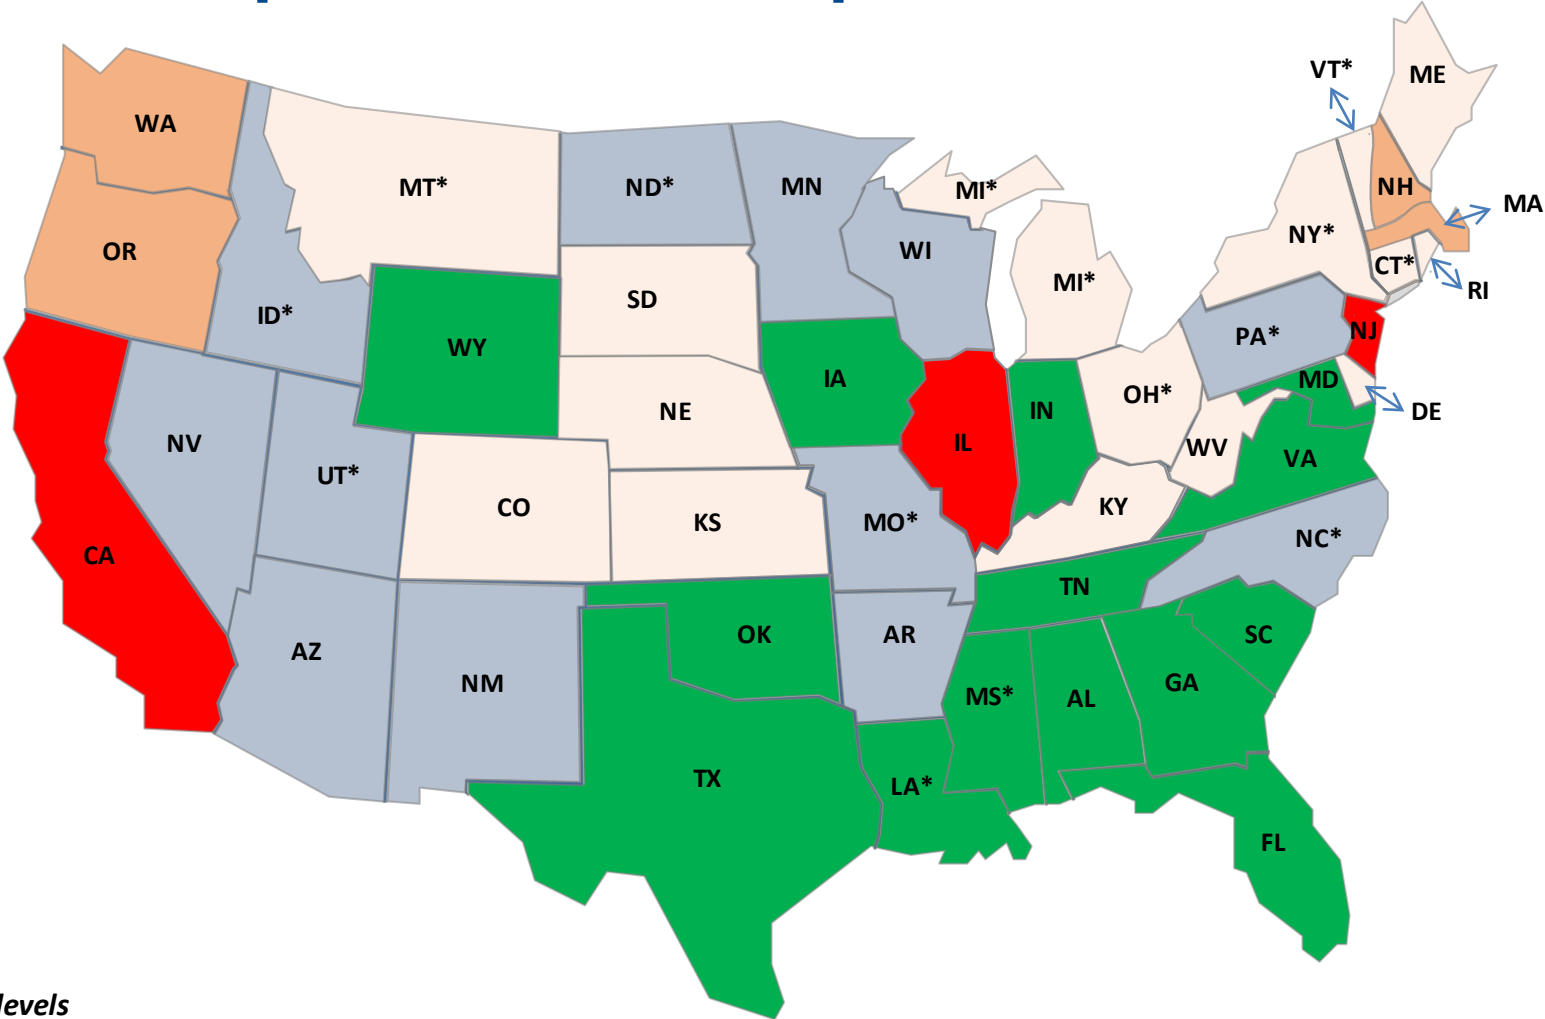 ME
VT*
WA
MT*
ND*
MN
MI*
NH
MA
OR
WI
NY*
CT*
RI
ID*
SD
MI*
WY
PA*
NJ
IA
OH*
MD
DE
NE
IN
NV
IL
WV
VA
UT*
CO
KS
MO*
KY
NC*
CA
TN
AZ
OK
AR
SC
NM
MS*
AL
GA
TX
LA*
FL
levels